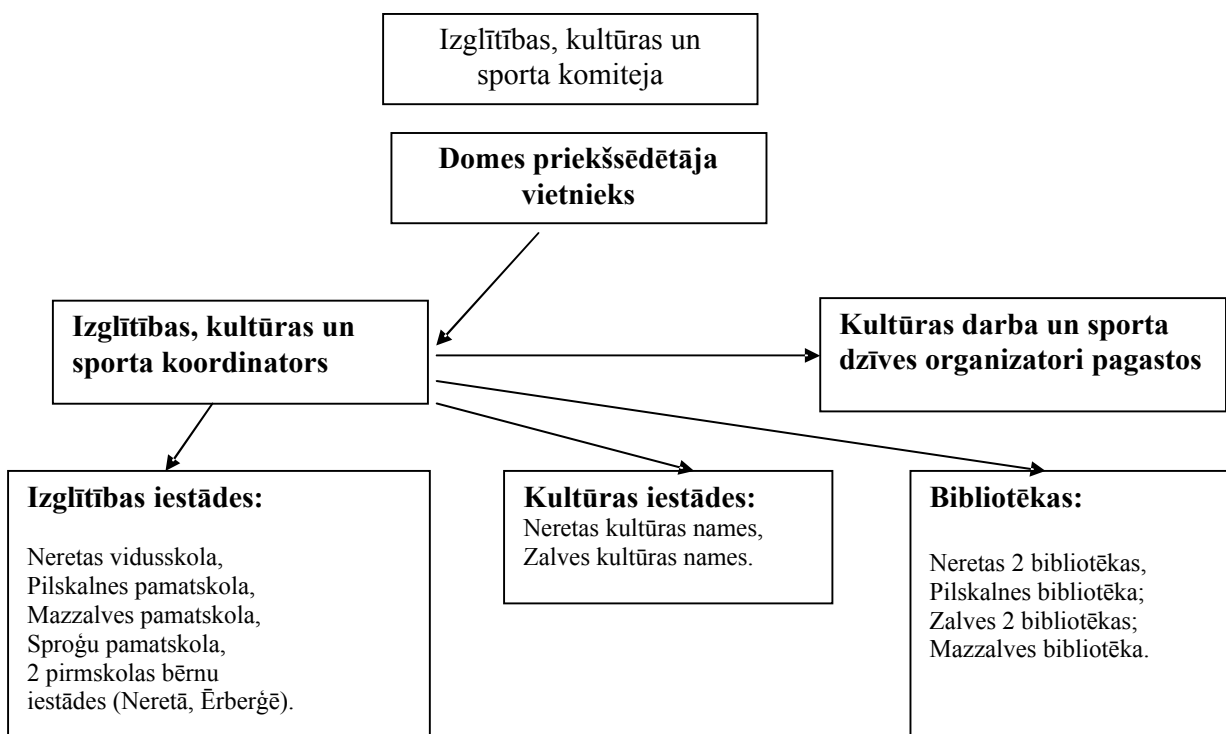 Izglītības, kultūras un
sporta komiteja
Domes priekšsēdētāja
vietnieks
Izglītības, kultūras un
sporta koordinators
Kultūras darba un sporta
dzīves organizatori pagastos
Izglītības iestādes:
Neretas vidusskola,
Pilskalnes pamatskola,
Mazzalves pamatskola,
Sproģu pamatskola,
2 pirmskolas bērnu
iestādes (Neretā, Ērberģē).
Kultūras iestādes:
Neretas kultūras names,
Zalves kultūras names.
Bibliotēkas:
Neretas 2 bibliotēkas,
Pilskalnes bibliotēka;
Zalves 2 bibliotēkas;
Mazzalves bibliotēka.